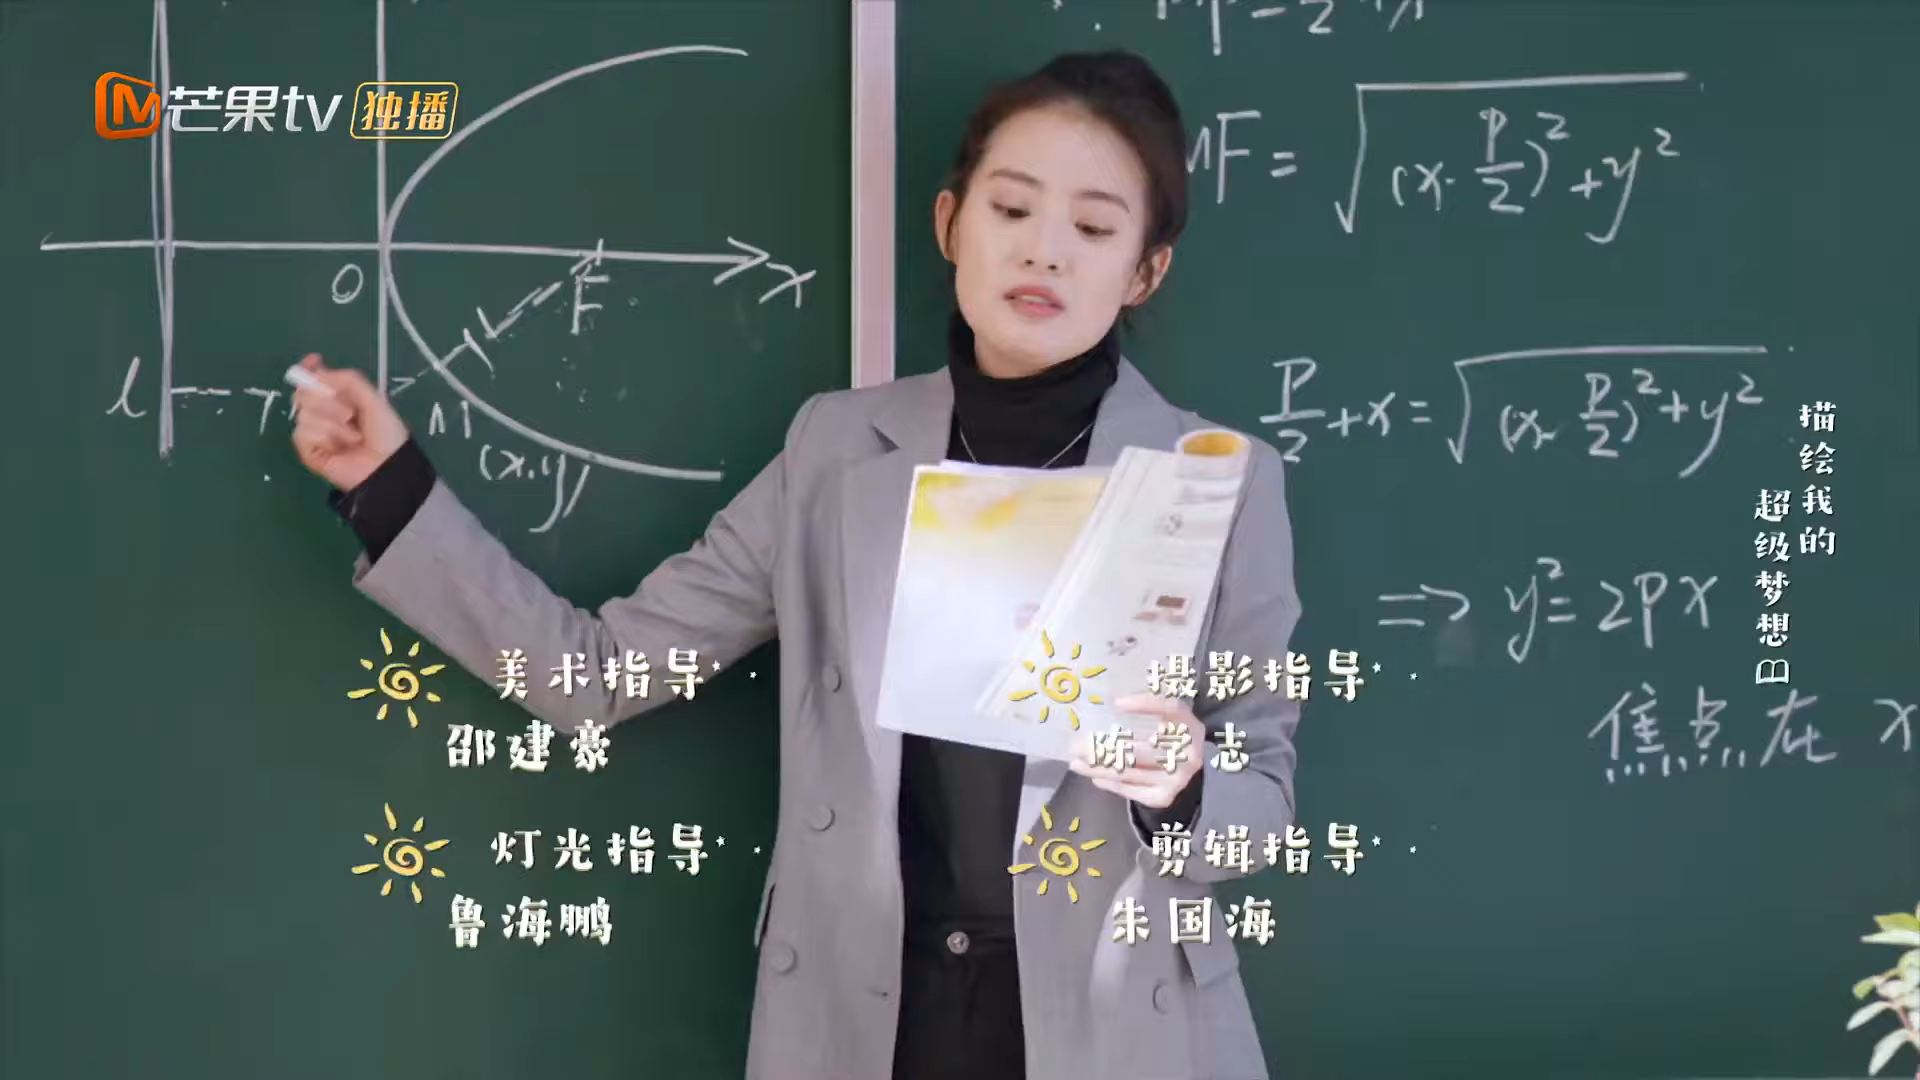 芒果tv 独播
O
x
F
l
M
(x.y)
MF = √(x-P/2)²+y²
P/2+x=√(x-P/2)²+y²
⇒ y²=2px
焦点在 x
描绘我的
超级梦想
美术指导
邵建豪
摄影指导
陈学志
灯光指导
鲁海鹏
剪辑指导
朱国海